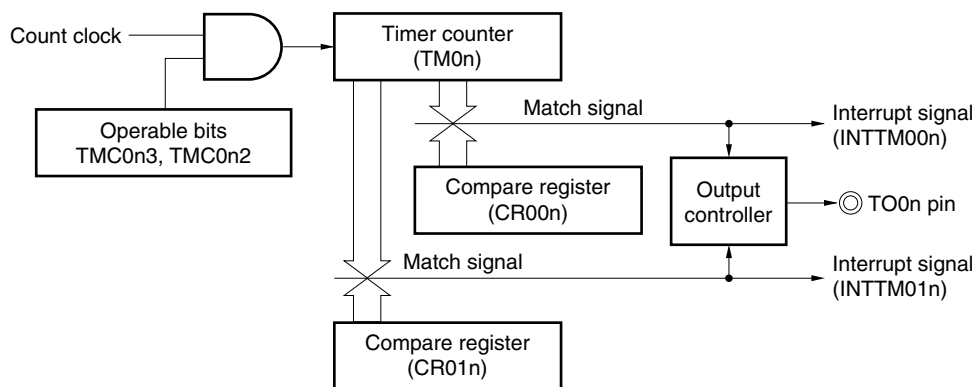 Count clock
Timer counter
(TM0n)
Operable bits
TMC0n3, TMC0n2
Match signal
Interrupt signal
(INTTM00n)
Compare register
(CR00n)
Output
controller
TO0n pin
Match signal
Interrupt signal
(INTTM01n)
Compare register
(CR01n)